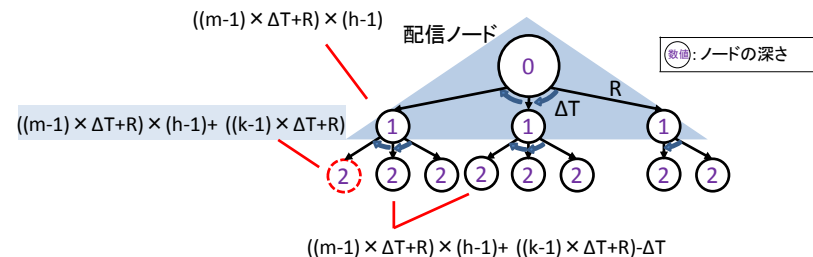 ((m-1)×ΔT+R)×(h-1)
配信ノード
0
数値:ノードの深さ
R
ΔT
((m-1)×ΔT+R)×(h-1)+ ((k-1)×ΔT+R)
1 1 1
2 2 2 2 2 2 2 2
((m-1)×ΔT+R)×(h-1)+ ((k-1)×ΔT+R)-ΔT